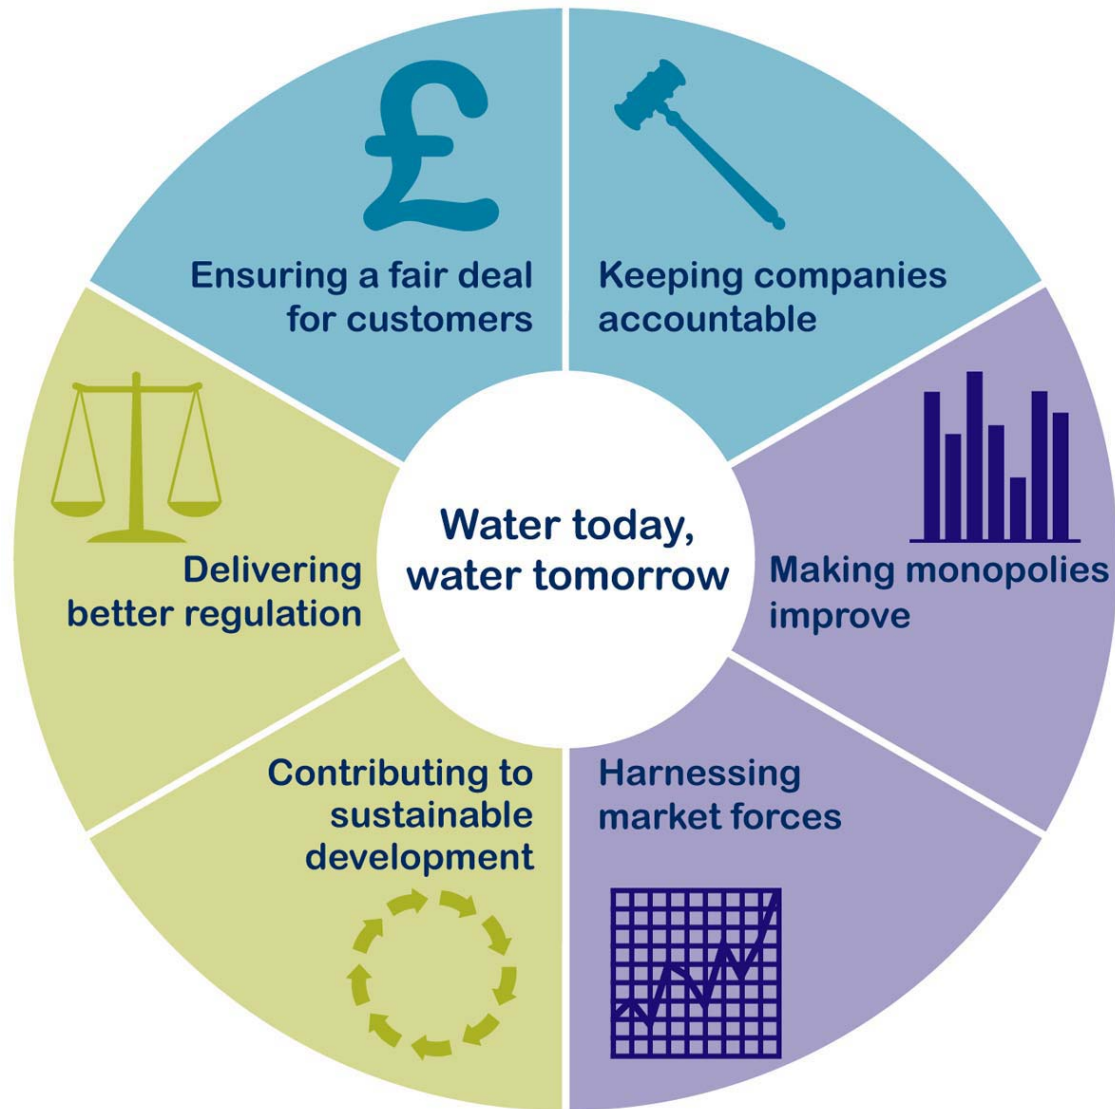 £
Ensuring a fair deal
for customers
Keeping companies
accountable
Making monopolies
improve
Harnessing
market forces
Contributing to
sustainable
development
Delivering
better regulation
Water today,
water tomorrow